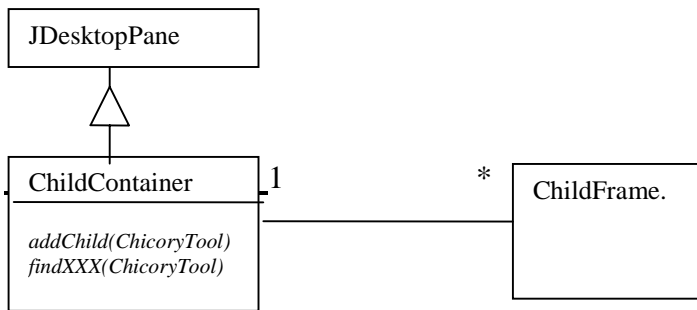 JDesktopPane
ChildContainer
1
*
ChildFrame.
addChild(ChicoryTool)
findXXX(ChicoryTool)